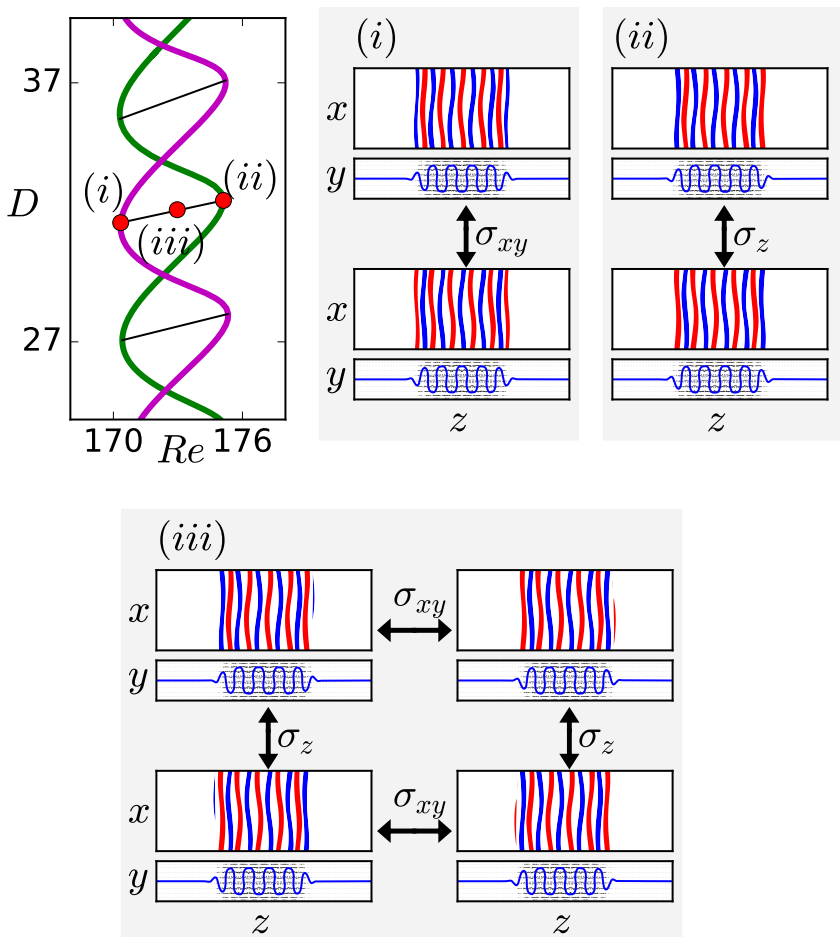 37
D
27
170
Re
176
(i)
(ii)
(iii)
(i)
x
y
σxy
x
y
z
(ii)
σz
z
(iii)
x
y
σxy
σz
σz
x
y
σxy
z
z